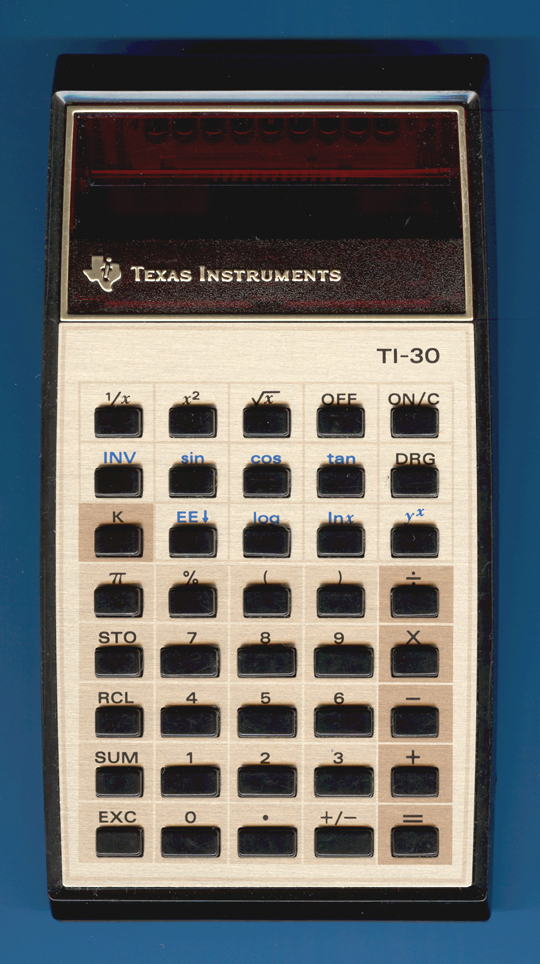 TEXAS INSTRUMENTS
TI-30
1/x x² √x OFF ON/C
INV sin cos tan DRG
K EE↓ log lnx yˣ
π % ( ) ÷
STO 7 8 9 X
RCL 4 5 6 −
SUM 1 2 3 +
EXC 0 • +/− =